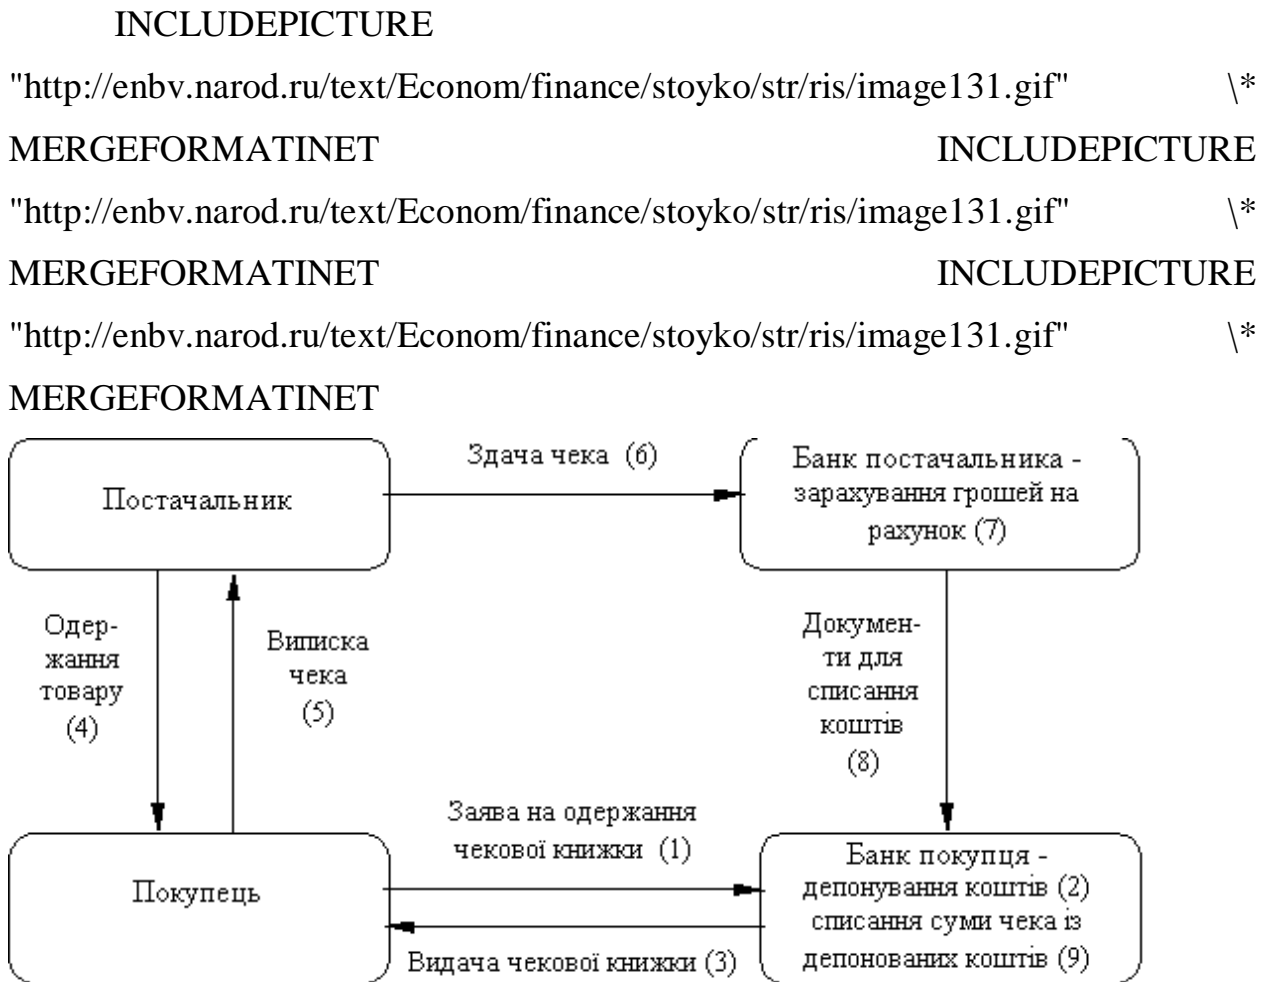 INCLUDEPICTURE
"http://enbv.narod.ru/text/Econom/finance/stoyko/str/ris/image131.gif" \*
MERGEFORMATINET INCLUDEPICTURE
"http://enbv.narod.ru/text/Econom/finance/stoyko/str/ris/image131.gif" \*
MERGEFORMATINET INCLUDEPICTURE
"http://enbv.narod.ru/text/Econom/finance/stoyko/str/ris/image131.gif" \*
MERGEFORMATINET
Постачальник
Здача чека (6)
Банк постачальника -
зарахування грошей на
рахунок (7)
Одер-
жання
товару
(4)
Виписка
чека
(5)
Докумен-
ти для
списання
коштів
(8)
Покупець
Заява на одержання
чекової книжки (1)
Видача чекової книжки (3)
Банк покупця -
депонування коштів (2)
списання суми чека із
депонованих коштів (9)